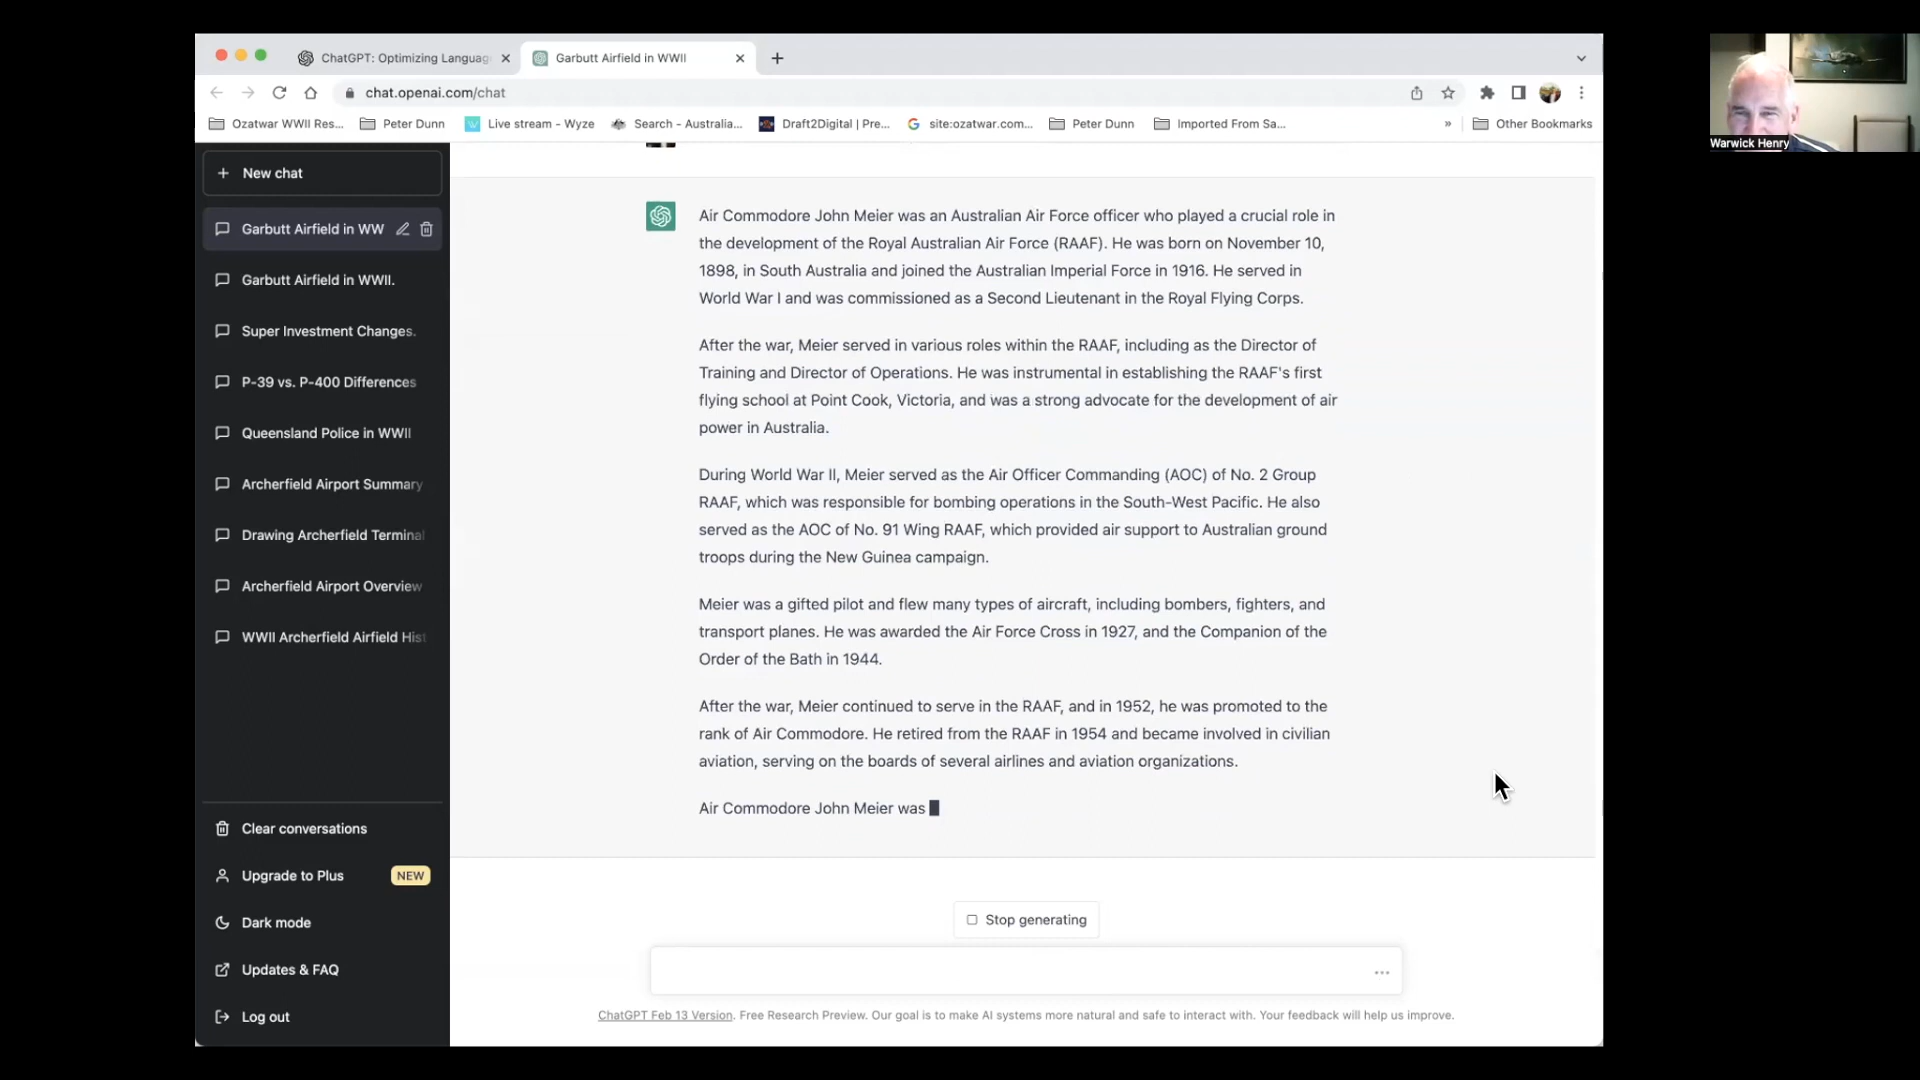 ChatGPT: Optimizing Languag
Garbutt Airfield in WWII
chat.openai.com/chat
Ozatwar WWII Res...
Peter Dunn
Live stream - Wyze
Search - Australia...
Draft2Digital | Pre...
site:ozatwar.com...
Peter Dunn
Imported From Sa...
»
Other Bookmarks
Warwick Henry
+ New chat
Garbutt Airfield in WW
Garbutt Airfield in WWII.
Super Investment Changes.
P-39 vs. P-400 Differences
Queensland Police in WWII
Archerfield Airport Summary
Drawing Archerfield Terminal
Archerfield Airport Overview
WWII Archerfield Airfield His
Clear conversations
Upgrade to Plus NEW
Dark mode
Updates & FAQ
Log out
Air Commodore John Meier was an Australian Air Force officer who played a crucial role in
the development of the Royal Australian Air Force (RAAF). He was born on November 10,
1898, in South Australia and joined the Australian Imperial Force in 1916. He served in
World War I and was commissioned as a Second Lieutenant in the Royal Flying Corps.
After the war, Meier served in various roles within the RAAF, including as the Director of
Training and Director of Operations. He was instrumental in establishing the RAAF's first
flying school at Point Cook, Victoria, and was a strong advocate for the development of air
power in Australia.
During World War II, Meier served as the Air Officer Commanding (AOC) of No. 2 Group
RAAF, which was responsible for bombing operations in the South-West Pacific. He also
served as the AOC of No. 91 Wing RAAF, which provided air support to Australian ground
troops during the New Guinea campaign.
Meier was a gifted pilot and flew many types of aircraft, including bombers, fighters, and
transport planes. He was awarded the Air Force Cross in 1927, and the Companion of the
Order of the Bath in 1944.
After the war, Meier continued to serve in the RAAF, and in 1952, he was promoted to the
rank of Air Commodore. He retired from the RAAF in 1954 and became involved in civilian
aviation, serving on the boards of several airlines and aviation organizations.
Air Commodore John Meier was
Stop generating
ChatGPT Feb 13 Version. Free Research Preview. Our goal is to make AI systems more natural and safe to interact with. Your feedback will help us improve.